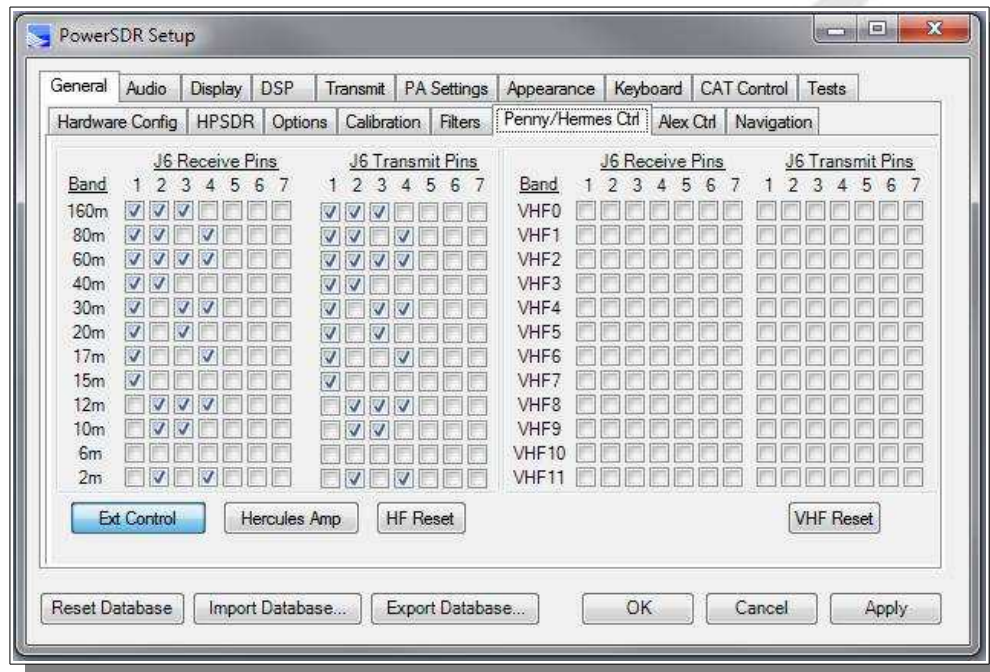 PowerSDR Setup
General Audio Display DSP Transmit PA Settings Appearance Keyboard CAT Control Tests
Hardware Config HPSDR Options Calibration Filters Penny/Hermes Ctrl Alex Ctrl Navigation
J6 Receive Pins J6 Transmit Pins J6 Receive Pins J6 Transmit Pins
Band 1 2 3 4 5 6 7 1 2 3 4 5 6 7 Band 1 2 3 4 5 6 7 1 2 3 4 5 6 7
160m VHF0
80m VHF1
60m VHF2
40m VHF3
30m VHF4
20m VHF5
17m VHF6
15m VHF7
12m VHF8
10m VHF9
6m VHF10
2m VHF11
Ext Control Hercules Amp HF Reset VHF Reset
Reset Database Import Database... Export Database... OK Cancel Apply